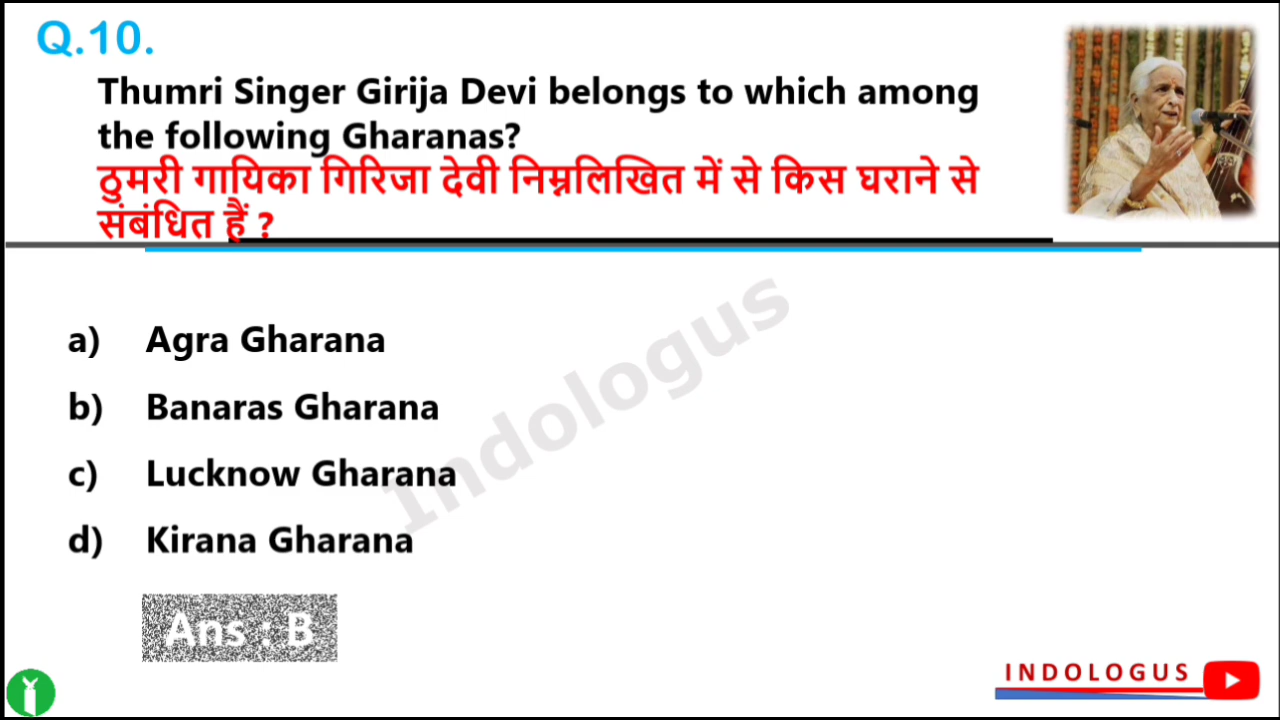 Q.10.
Thumri Singer Girija Devi belongs to which among
the following Gharanas?
ठुमरी गायिका गिरिजा देवी निम्नलिखित में से किस घराने से
संबंधित हैं ?
a) Agra Gharana
b) Banaras Gharana
c) Lucknow Gharana
d) Kirana Gharana
Indologus
Ans : B
INDOLOGUS